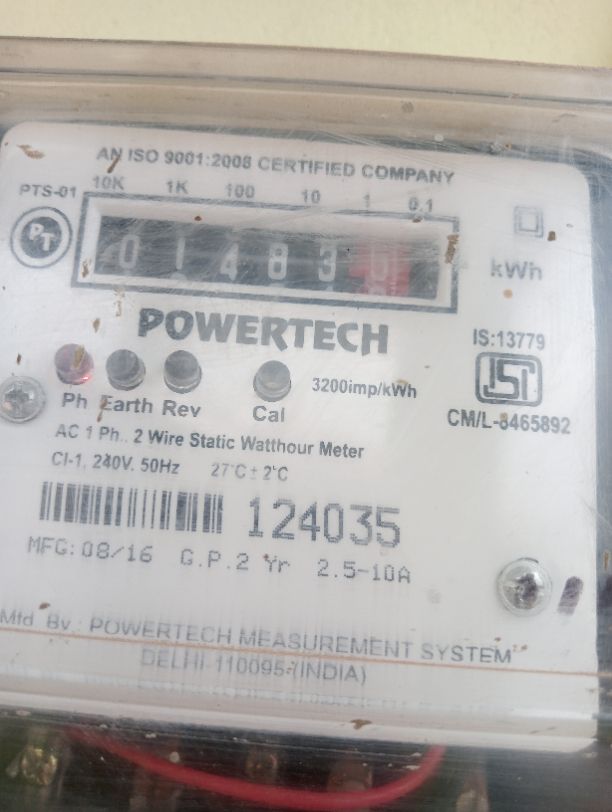 AN ISO 9001:2008 CERTIFIED COMPANY
PTS-01 10K 1K 100 10 1 0.1
PT
0 1 4 8 3
kWh
POWERTECH
IS:13779
ISI
3200imp/kWh
Ph Earth Rev Cal
CM/L-8465892
AC 1 Ph.. 2 Wire Static Watthour Meter
Cl-1, 240V. 50Hz 27°C ± 2°C
124035
MFG:08/16 G.P.2 Yr 2.5-10A
Mfd By.: POWERTECH MEASUREMENT SYSTEM
DELHI-110095-(INDIA)